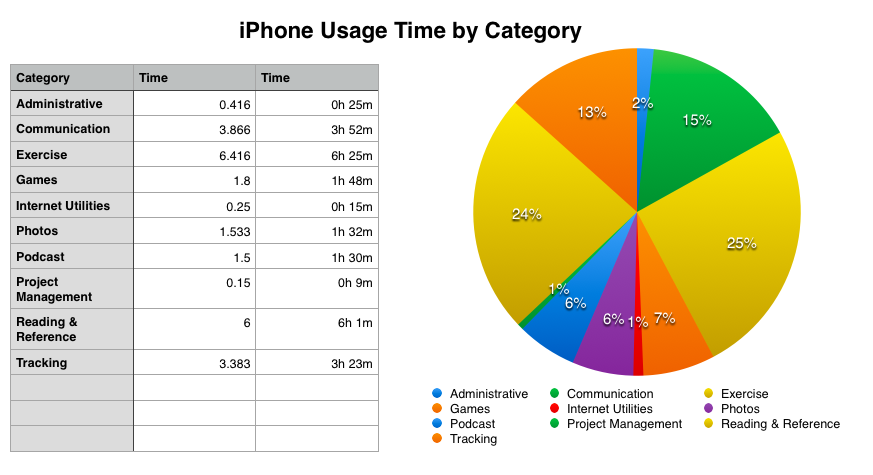 iPhone Usage Time by Category
Category Time Time
Administrative 0.416 0h 25m
Communication 3.866 3h 52m
Exercise 6.416 6h 25m
Games 1.8 1h 48m
Internet Utilities 0.25 0h 15m
Photos 1.533 1h 32m
Podcast 1.5 1h 30m
Project 0.15 0h 9m
Management
Reading & 6 6h 1m
Reference
Tracking 3.383 3h 23m
2%
13%
15%
24%
25%
1%
6%
6%
1%
7%
Administrative Communication Exercise
Games Internet Utilities Photos
Podcast Project Management Reading & Reference
Tracking